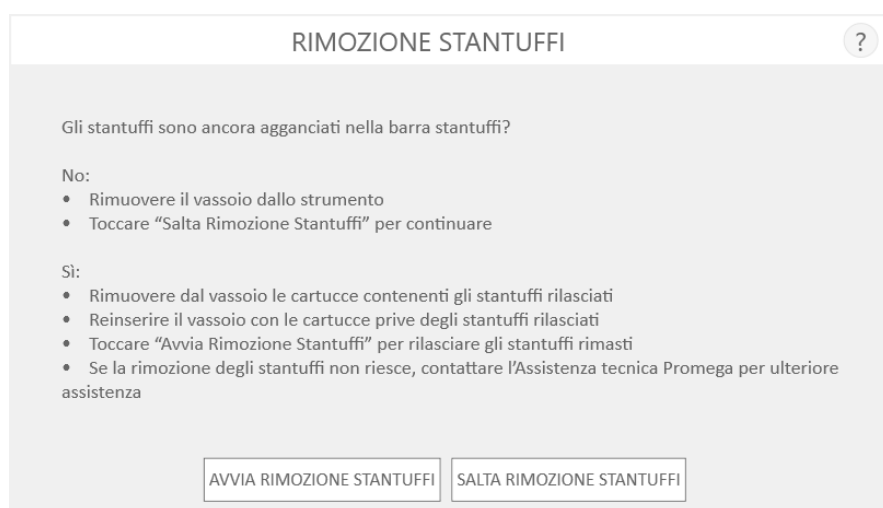 RIMOZIONE STANTUFFI
?
Gli stantuffi sono ancora agganciati nella barra stantuffi?
No:
• Rimuovere il vassoio dallo strumento
• Toccare “Salta Rimozione Stantuffi” per continuare
Sì:
• Rimuovere dal vassoio le cartucce contenenti gli stantuffi rilasciati
• Reinserire il vassoio con le cartucce prive degli stantuffi rilasciati
• Toccare “Avvia Rimozione Stantuffi” per rilasciare gli stantuffi rimasti
• Se la rimozione degli stantuffi non riesce, contattare l’Assistenza tecnica Promega per ulteriore
assistenza
AVVIA RIMOZIONE STANTUFFI
SALTA RIMOZIONE STANTUFFI